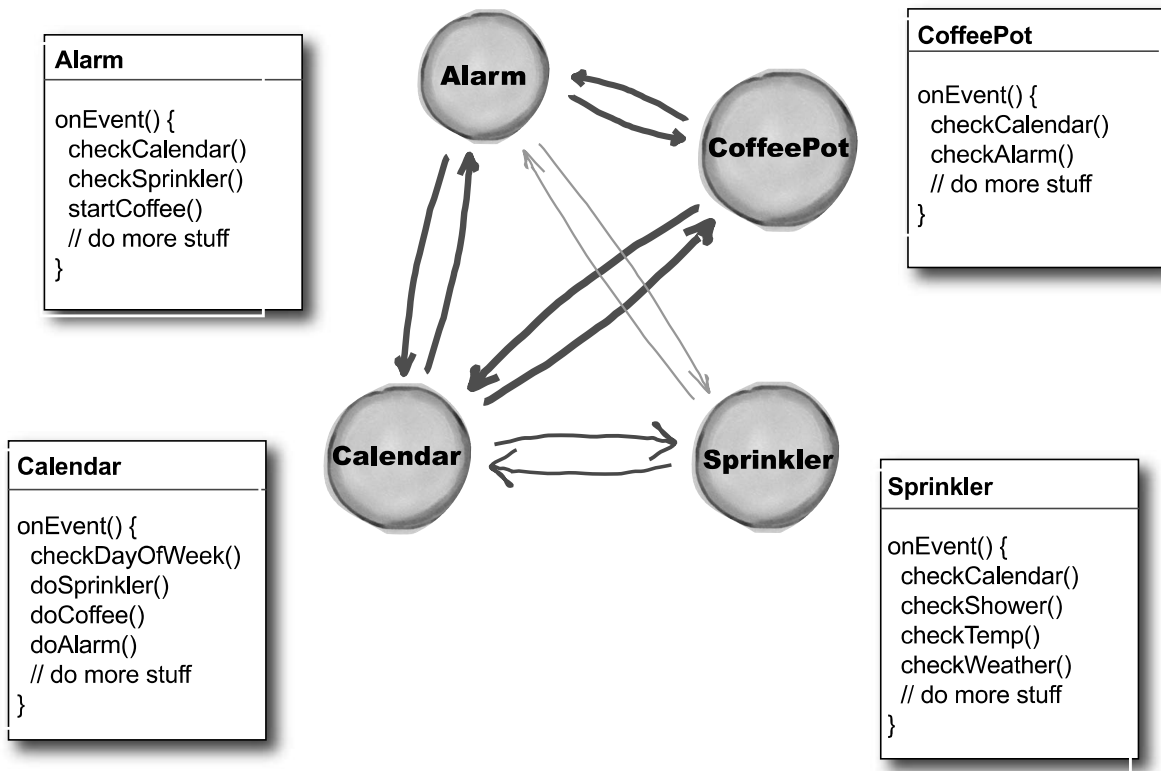 Alarm
onEvent() {
checkCalendar()
checkSprinkler()
startCoffee()
// do more stuff
}
Alarm
CoffeePot
CoffeePot
onEvent() {
checkCalendar()
checkAlarm()
// do more stuff
}
Calendar
Sprinkler
Calendar
onEvent() {
checkDayOfWeek()
doSprinkler()
doCoffee()
doAlarm()
// do more stuff
}
Sprinkler
onEvent() {
checkCalendar()
checkShower()
checkTemp()
checkWeather()
// do more stuff
}